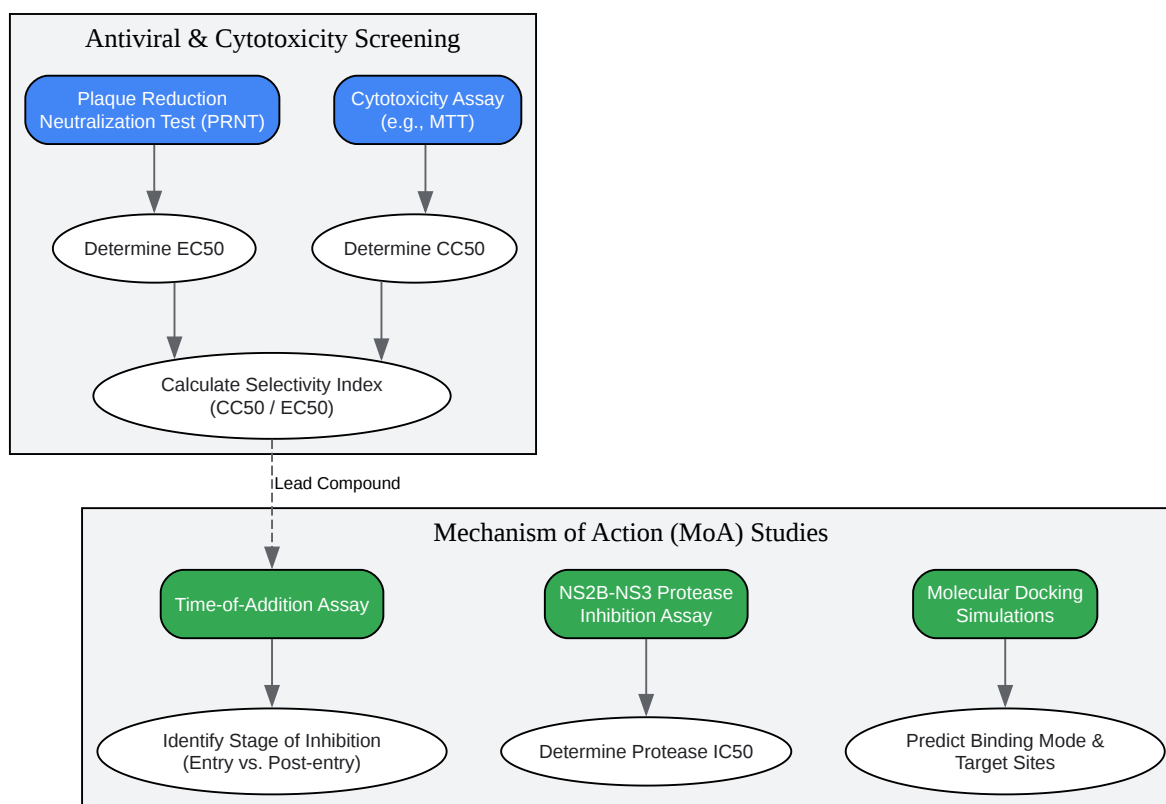 Antiviral & Cytotoxicity Screening
Plaque Reduction
Neutralization Test (PRNT)
Cytotoxicity Assay
(e.g., MTT)
Determine EC50
Determine CC50
Calculate Selectivity Index
(CC50 / EC50)
Lead Compound
Mechanism of Action (MoA) Studies
Time-of-Addition Assay
NS2B-NS3 Protease
Inhibition Assay
Molecular Docking
Simulations
Identify Stage of Inhibition
(Entry vs. Post-entry)
Determine Protease IC50
Predict Binding Mode &
Target Sites